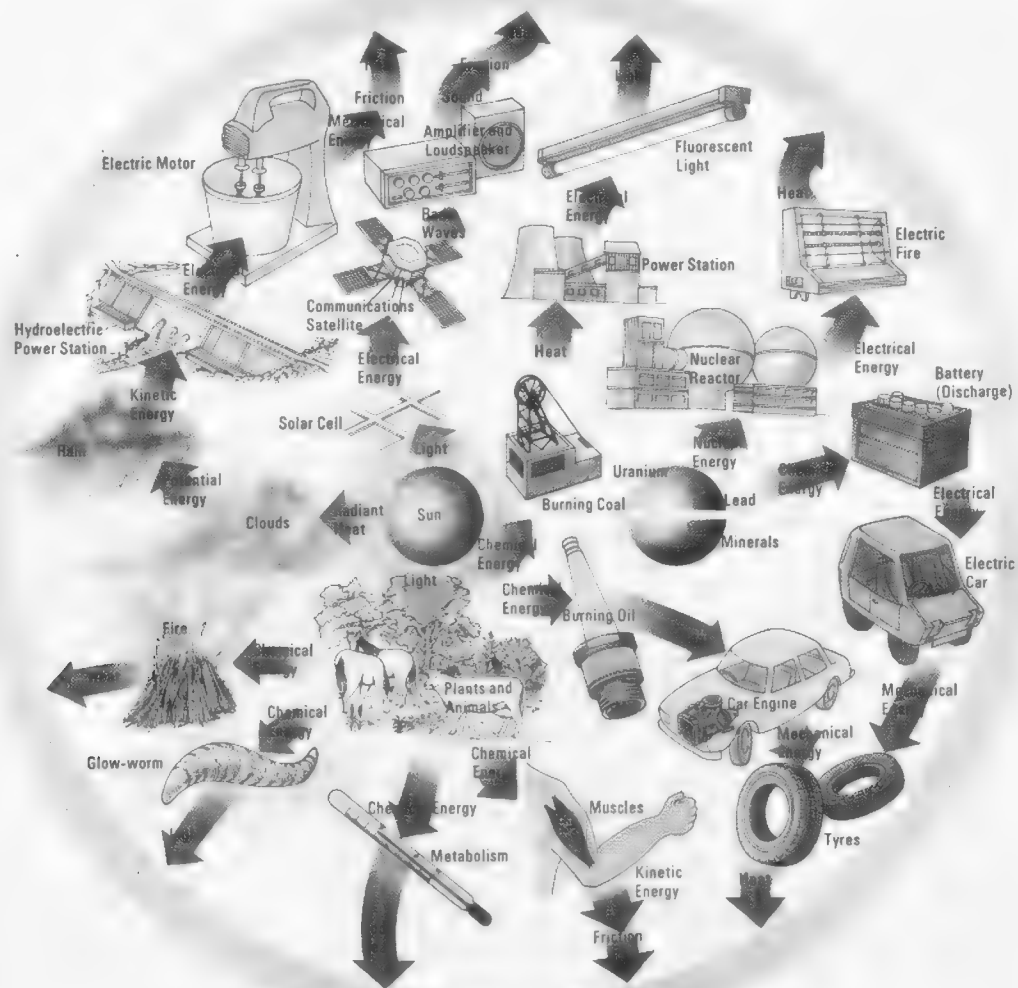 Friction
Sound
Mechanical
Energy
Amplifier and
Loudspeaker
Electric Motor
Fluorescent
Light
Heat
Electrical
Energy
Waves
Electric
Fire
Electrical
Energy
Power Station
Communications
Satellite
Hydroelectric
Power Station
Heat
Electrical
Energy
Nuclear
Reactor
Electrical
Energy
Battery
(Discharge)
Kinetic
Energy
Solar Cell
Rain
Light
Nuclear
Energy
Potential
Energy
Uranium
Burning Coal
Lead
Energy
Electrical
Clouds
Radiant
Heat
Sun
Chemical
Energy
Minerals
Light
Chemical
Energy
Burning Oil
Electric
Car
Fire
Chemical
Energy
Plants and
Animals
Car Engine
Mechanical
Chemical
Energy
Mechanical
Energy
Glow-worm
Chemical
Energy
Chemical Energy
Muscles
Metabolism
Tyres
Kinetic
Energy
Heat
Friction